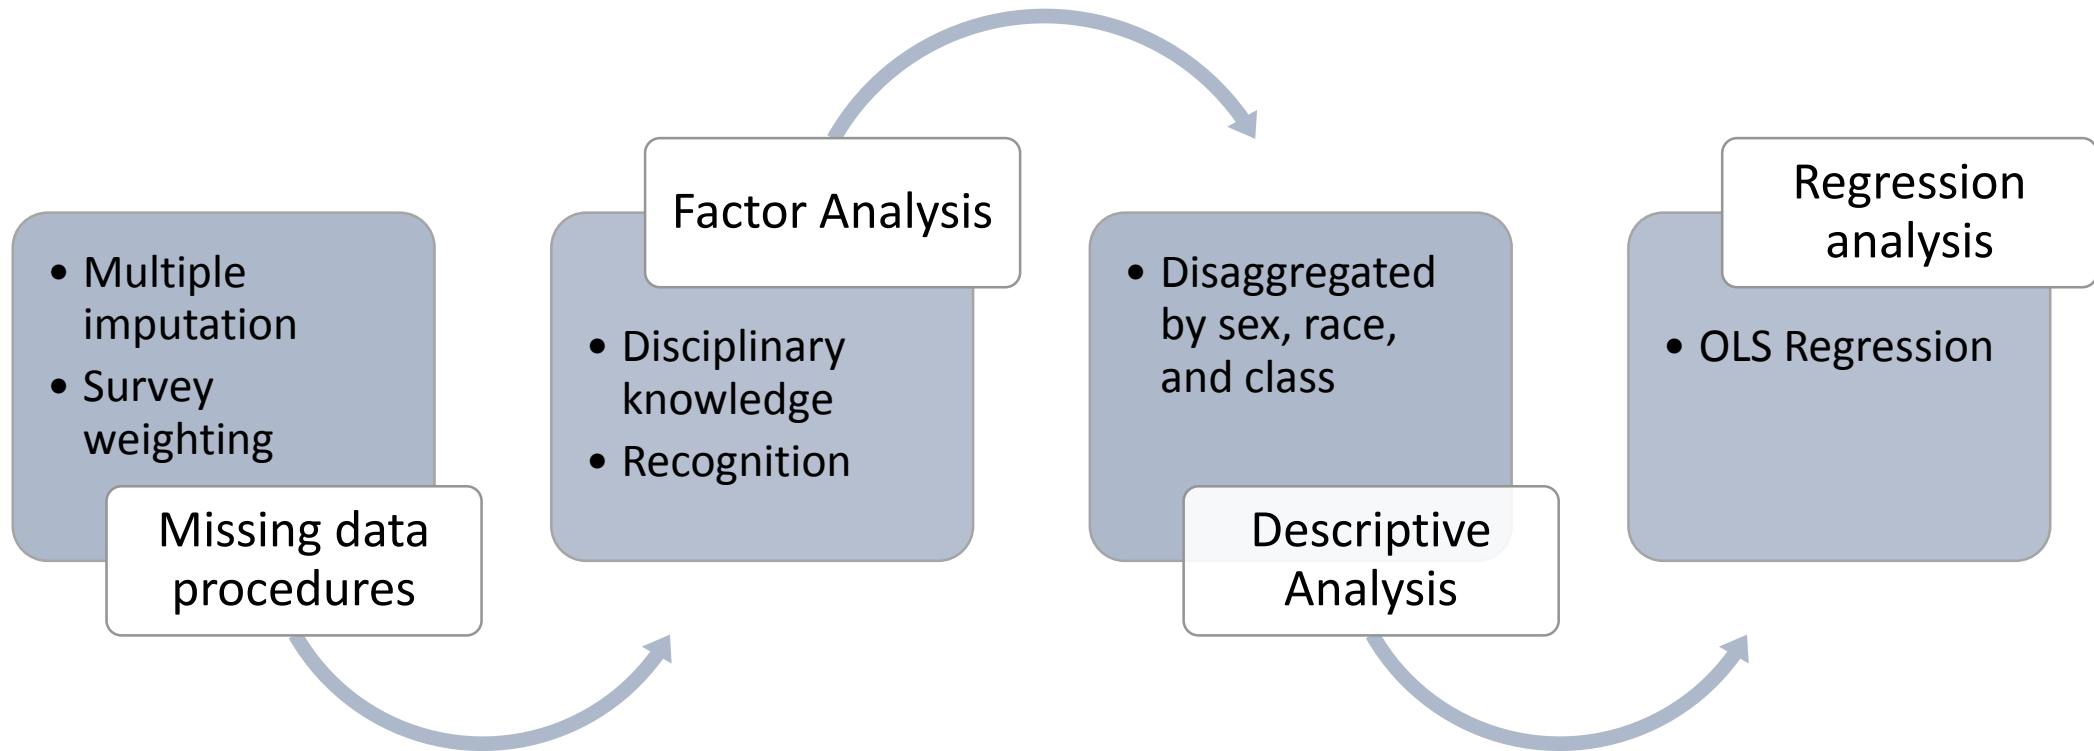 • Multiple
imputation
• Survey
weighting
Missing data
procedures
Factor Analysis
• Disciplinary
knowledge
• Recognition
• Disaggregated
by sex, race,
and class
Descriptive
Analysis
Regression
analysis
• OLS Regression